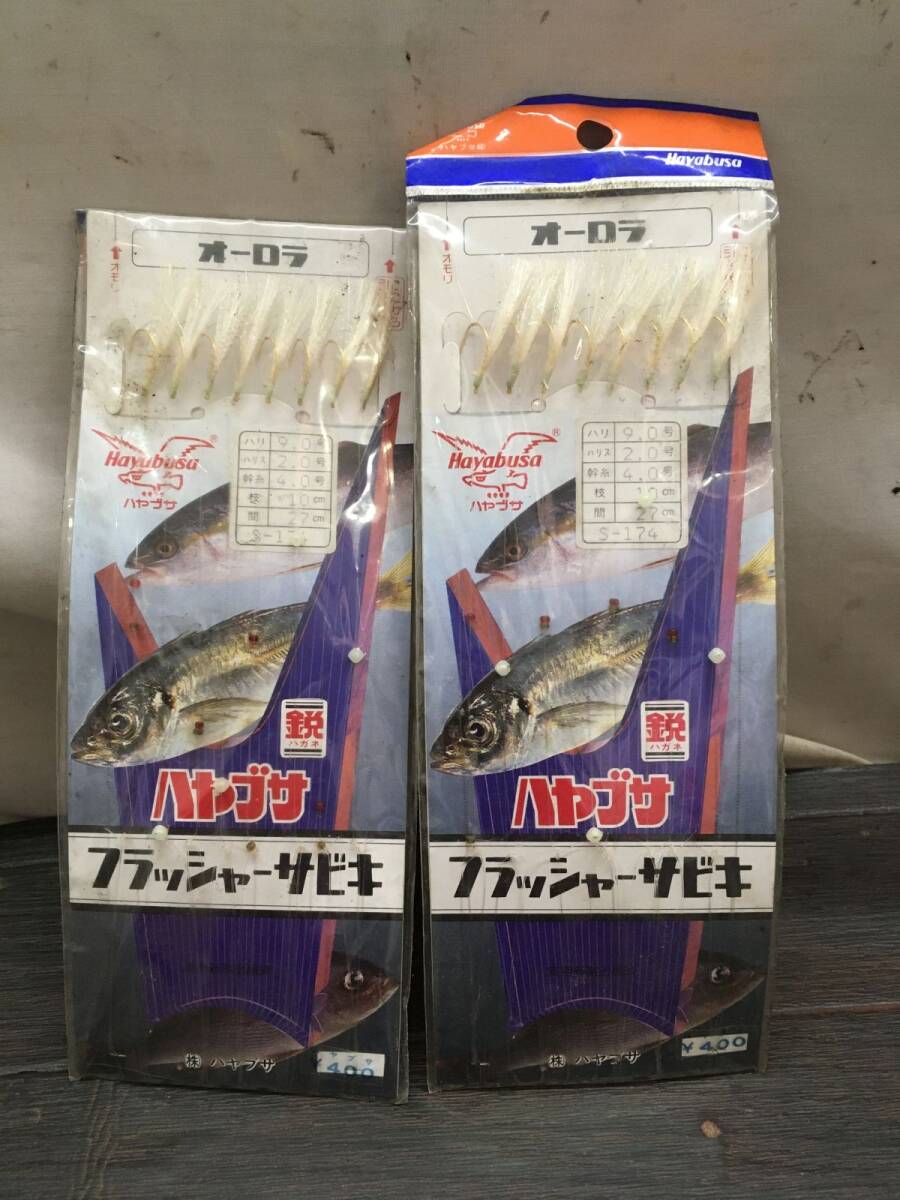 オーロラ
オモリ
Hayabusa
ハヤブサ
ハリ 9.0号
ハリス 2.0号
幹糸 4.0号
枝 10cm
間 27cm
鋭
ハガネ
ハヤブサ
フラッシャーサビキ
㈱ ハヤブサ
ハヤブサ
¥400
Hayabusa
オーロラ
オモリ
Hayabusa
ハヤブサ
ハリ 9.0号
ハリス 2.0号
幹糸 4.0号
枝 10cm
間 27cm
S-174
鋭
ハガネ
ハヤブサ
フラッシャーサビキ
㈱ ハヤブサ
¥400